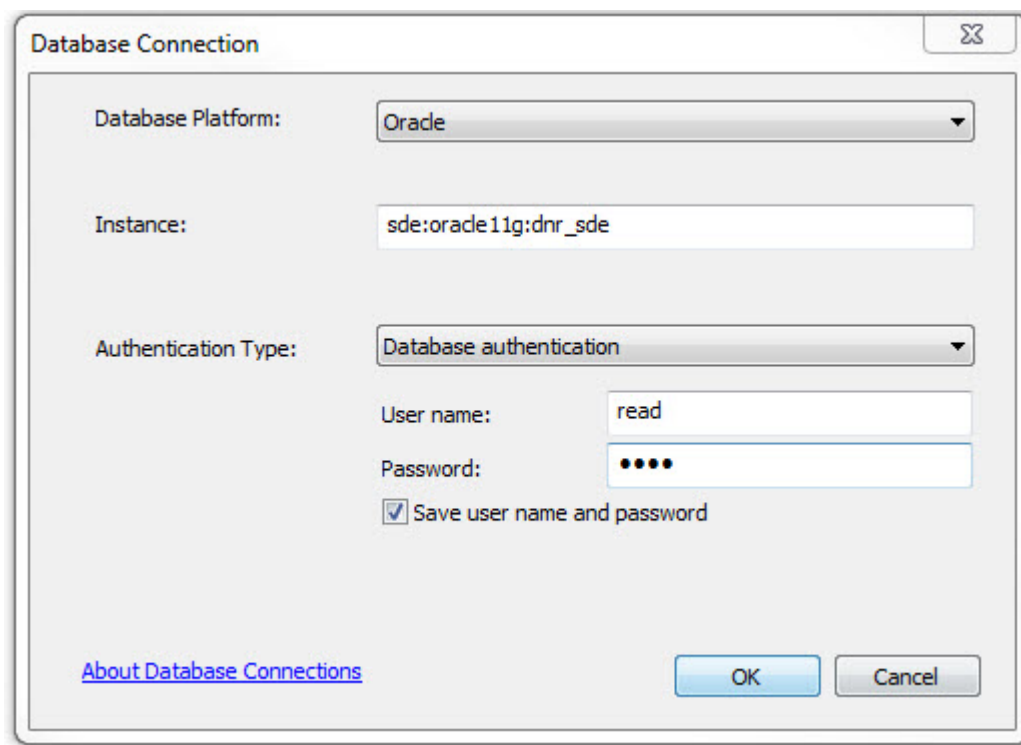 Database Connection
Database Platform: Oracle
Instance: sde:oracle11g:dnr_sde
Authentication Type: Database authentication
User name: read
Password: ••••
Save user name and password
About Database Connections OK Cancel